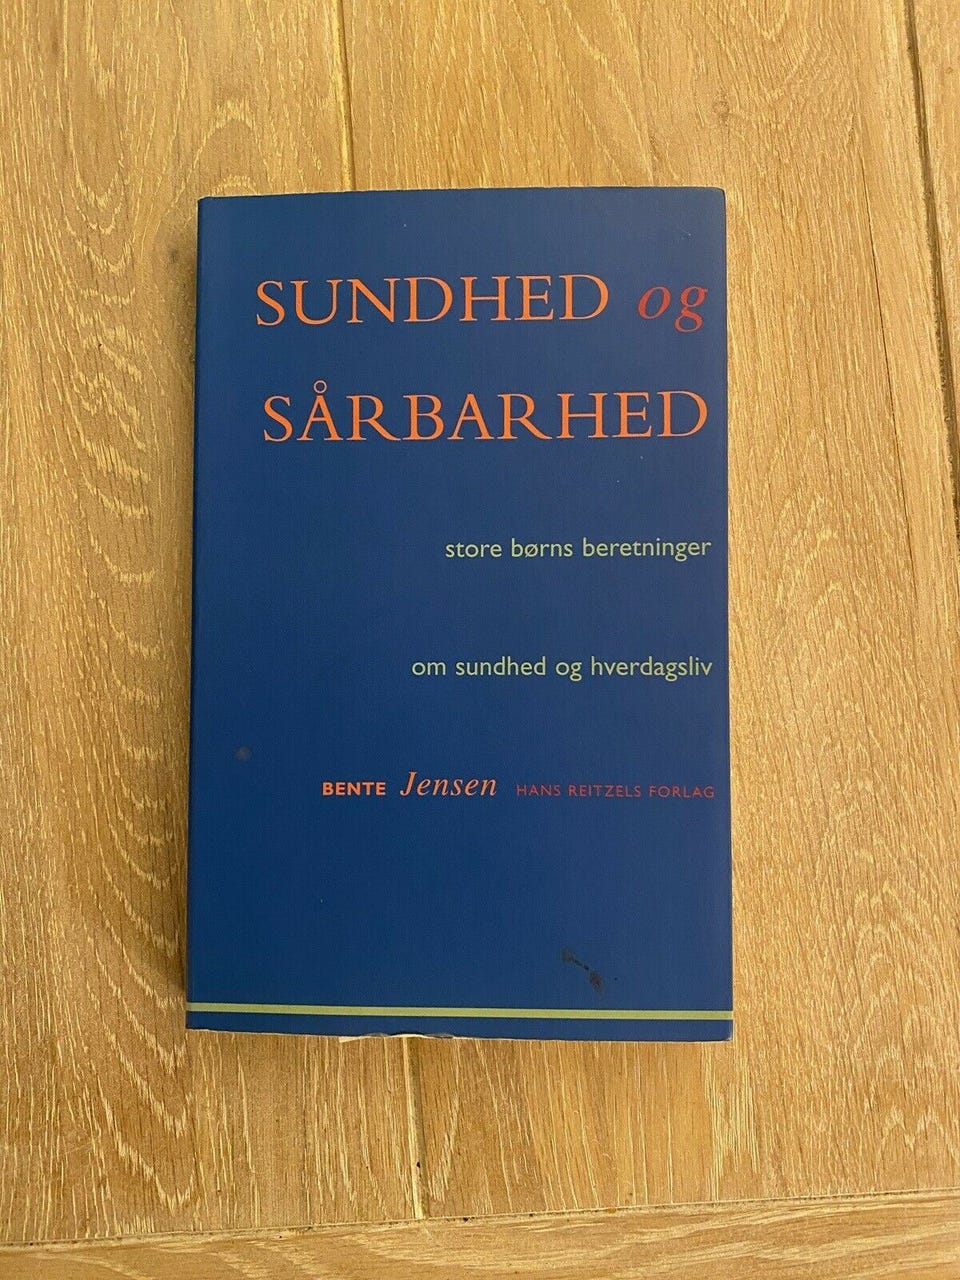 SUNDHED og
SÅRBARHED
store børns beretninger
om sundhed og hverdagsliv
BENTE Jensen HANS REITZELS FORLAG